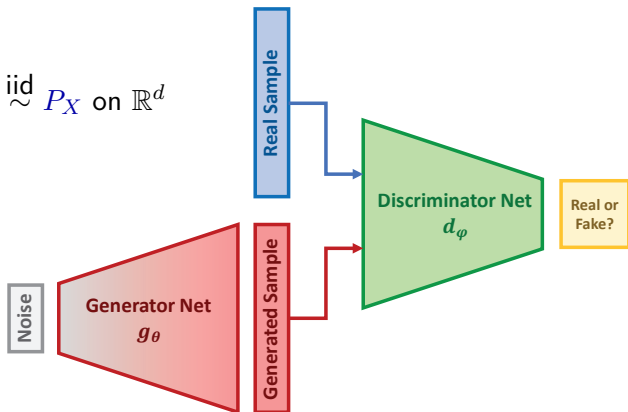 iid
∼ P_X on ℝ^d
Real Sample
Discriminator Net
d_φ
Real or
Fake?
Noise
Generator Net
g_θ
Generated Sample